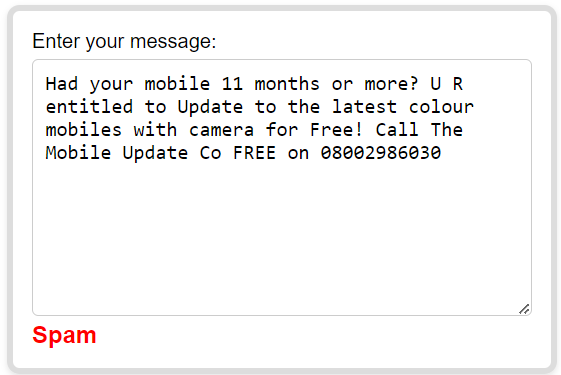 Enter your message:
Had your mobile 11 months or more? U R
entitled to Update to the latest colour
mobiles with camera for Free! Call The
Mobile Update Co FREE on 08002986030
Spam